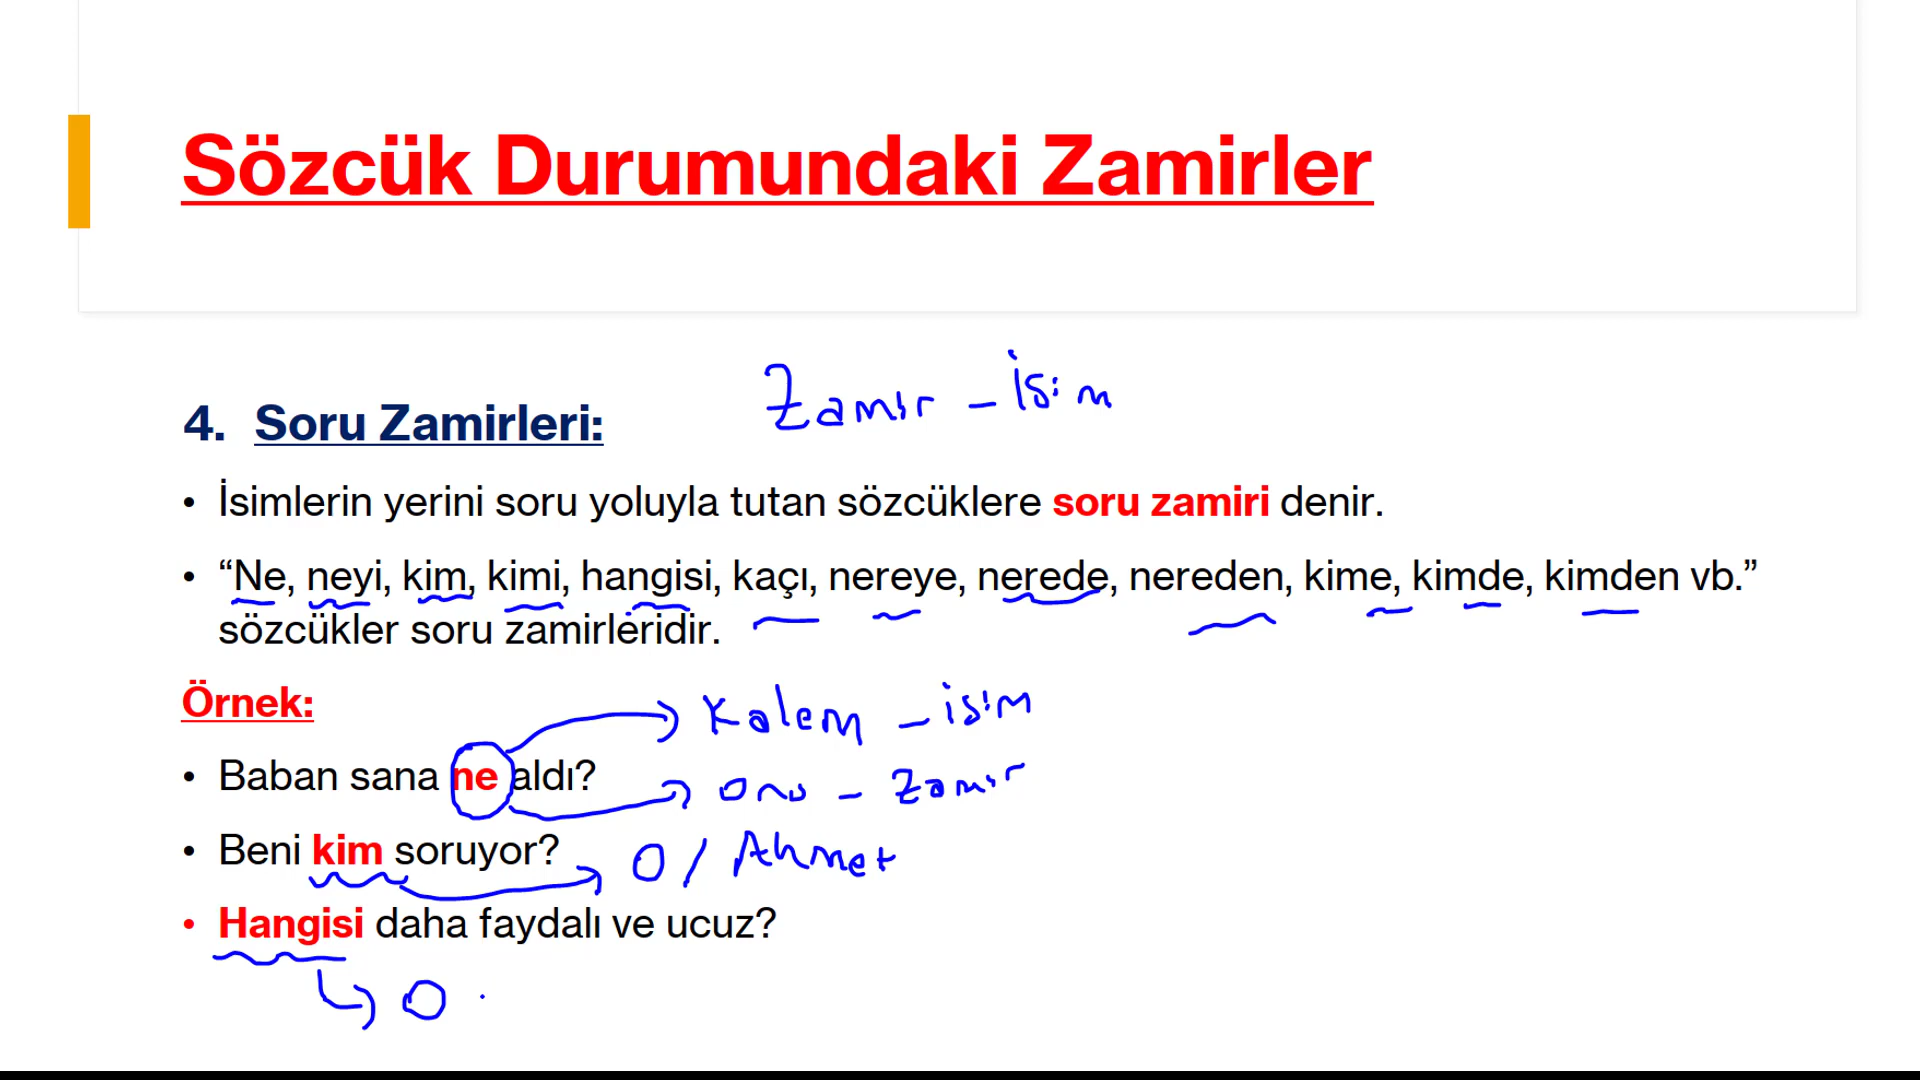 Sözcük Durumundaki Zamirler
Zamir - İsim
4. Soru Zamirleri:
• İsimlerin yerini soru yoluyla tutan sözcüklere soru zamiri denir.
• “Ne, neyi, kim, kimi, hangisi, kaçı, nereye, nerede, nereden, kime, kimde, kimden vb.”
sözcükler soru zamirleridir.
Örnek:
Kalem - isim
• Baban sana ne aldı?
Onu - Zamir
• Beni kim soruyor?
O / Ahmet
• Hangisi daha faydalı ve ucuz?
O